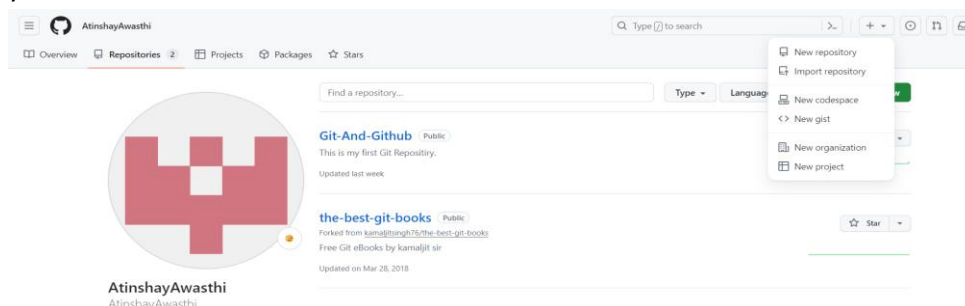 AtinshayAwasthi
Type / to search
Overview Repositories 2 Projects Packages Stars
New repository
Import repository
New codespace
New gist
New organization
New project
Find a repository...
Type
Git-And-Github Public
This is my first Git Repositiry.
Updated last week
the-best-git-books Public
Star
Forked from kamaljitsingh76/the-best-git-books
Free Git eBooks by kamaljit sir
Updated on Mar 28, 2018
AtinshayAwasthi
AtinshayAwasthi